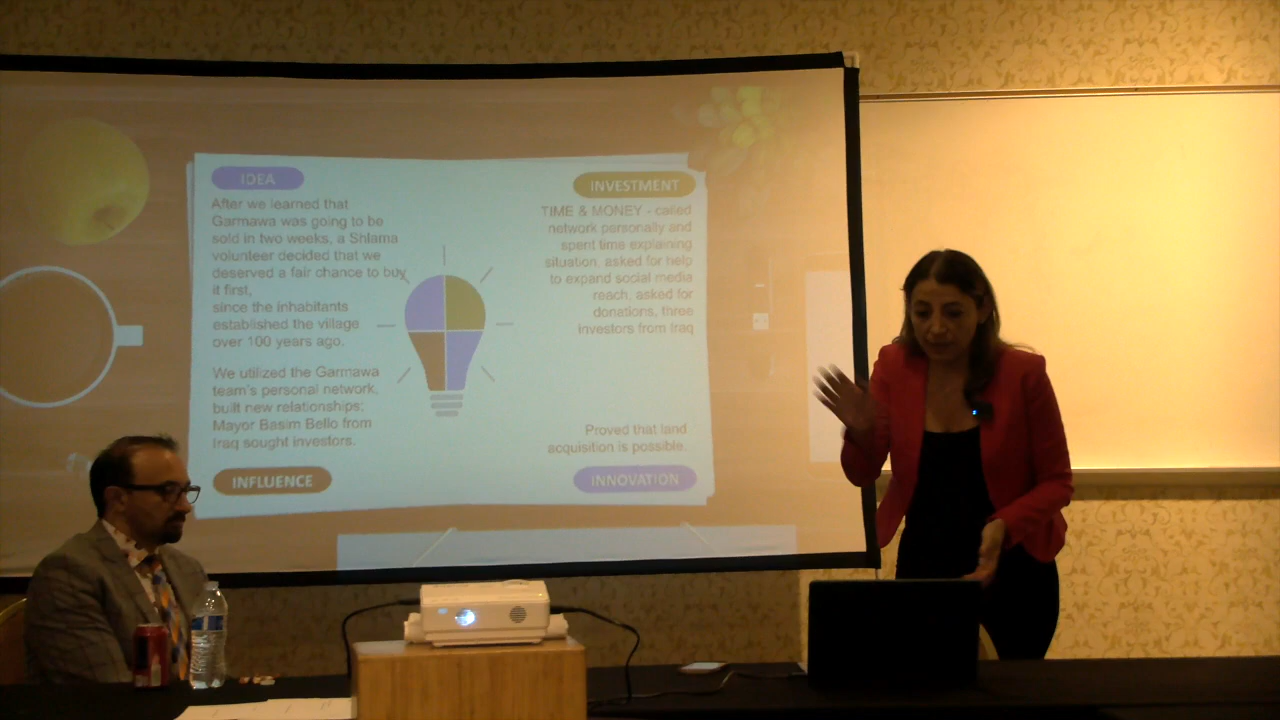 IDEA
After we learned that
Garmawa was going to be
sold in two weeks, a Shlama
volunteer decided that we
deserved a fair chance to buy
it first,
since the inhabitants
established the village
over 100 years ago.
We utilized the Garmawa
team's personal network,
built new relationships;
Mayor Basim Bello from
Iraq sought investors.
INFLUENCE
INVESTMENT
TIME & MONEY - called
network personally and
spent time explaining
situation, asked for help
to expand social media
reach, asked for
donations, three
investors from Iraq
Proved that land
acquisition is possible.
INNOVATION